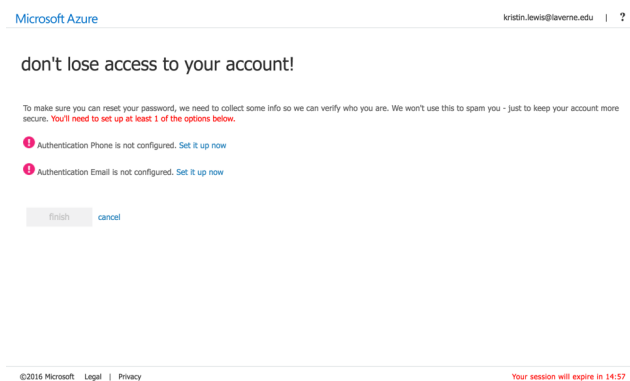 Microsoft Azure
kristin.lewis@laverne.edu | ?
don't lose access to your account!
To make sure you can reset your password, we need to collect some info so we can verify who you are. We won't use this to spam you - just to keep your account more
secure. You'll need to set up at least 1 of the options below.
! Authentication Phone is not configured. Set it up now
! Authentication Email is not configured. Set it up now
finish cancel
©2016 Microsoft Legal | Privacy
Your session will expire in 14:57